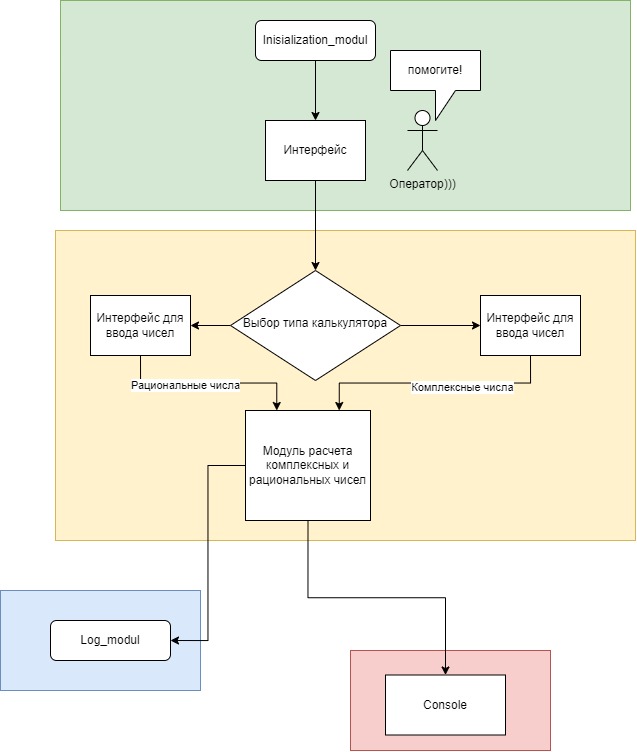 Inisialization_modul
помогите!
Интерфейс
Оператор)))
Выбор типа калькулятора
Интерфейс для
ввода чисел
Интерфейс для
ввода чисел
Рациональные числа
Комплексные числа
Модуль расчета
комплексных и
рациональных чисел
Log_modul
Console